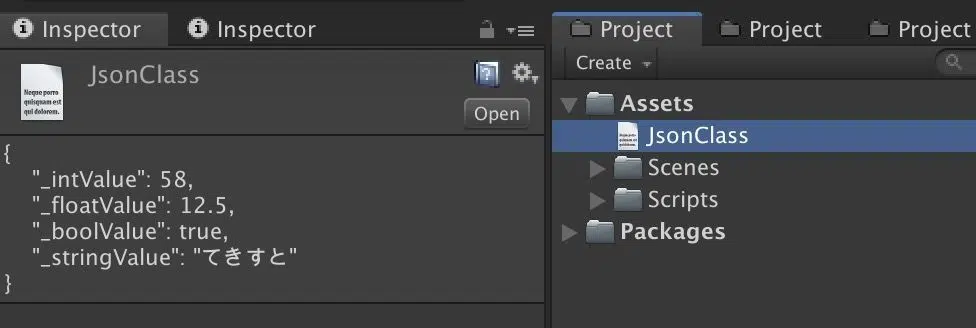 Inspector
Inspector
JsonClass
Neque porro
quisquam est
qui dolorem.
Open
{
"_intValue": 58,
"_floatValue": 12.5,
"_boolValue": true,
"_stringValue": "てきすと"
}
Project
Project
Project
Create
Assets
JsonClass
Scenes
Scripts
Packages